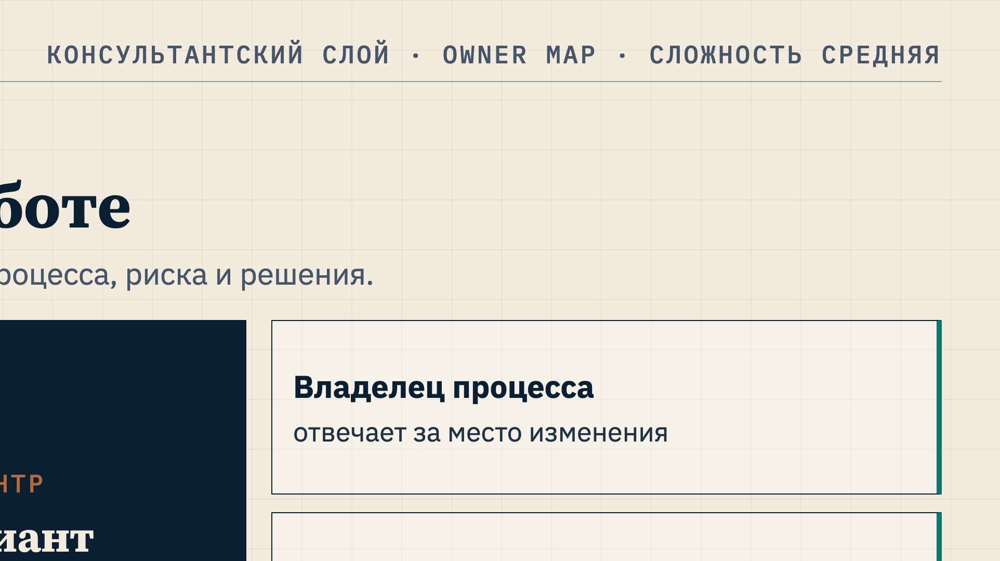 КОНСУЛЬТАНТСКИЙ СЛОЙ · OWNER MAP · СЛОЖНОСТЬ СРЕДНЯЯ
боте
роцесса, риска и решения.
Владелец процесса
отвечает за место изменения
НТР
иант